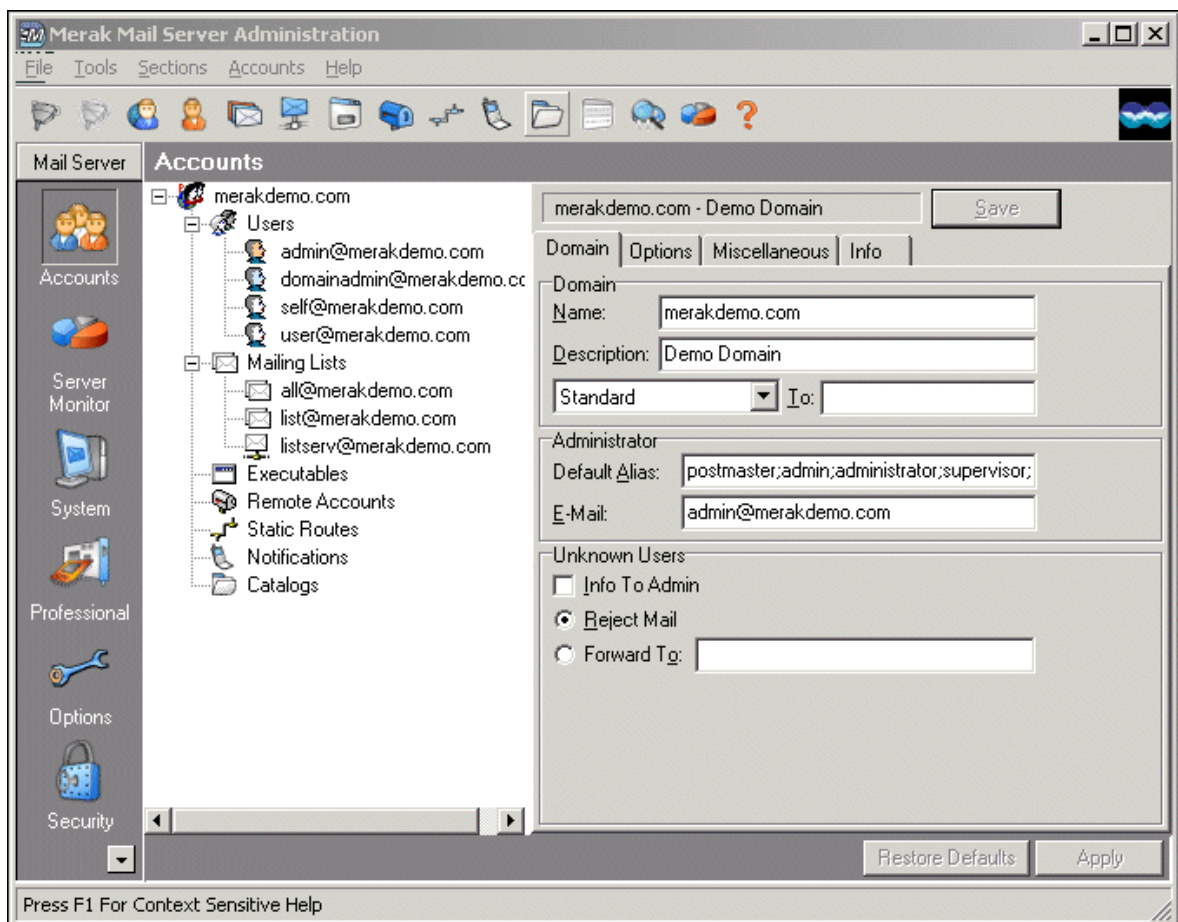 Merak Mail Server Administration
File Tools Sections Accounts Help
?
Mail Server
Accounts
Accounts
Server
Monitor
System
Professional
Options
Security
merakdemo.com
Users
admin@merakdemo.com
domainadmin@merakdemo.cc
self@merakdemo.com
user@merakdemo.com
Mailing Lists
all@merakdemo.com
list@merakdemo.com
listserv@merakdemo.com
Executables
Remote Accounts
Static Routes
Notifications
Catalogs
merakdemo.com - Demo Domain
Save
Domain Options Miscellaneous Info
Domain
Name: merakdemo.com
Description: Demo Domain
Standard To:
Administrator
Default Alias: postmaster;admin;administrator;supervisor;
E-Mail: admin@merakdemo.com
Unknown Users
Info To Admin
Reject Mail
Forward To:
Restore Defaults Apply
Press F1 For Context Sensitive Help